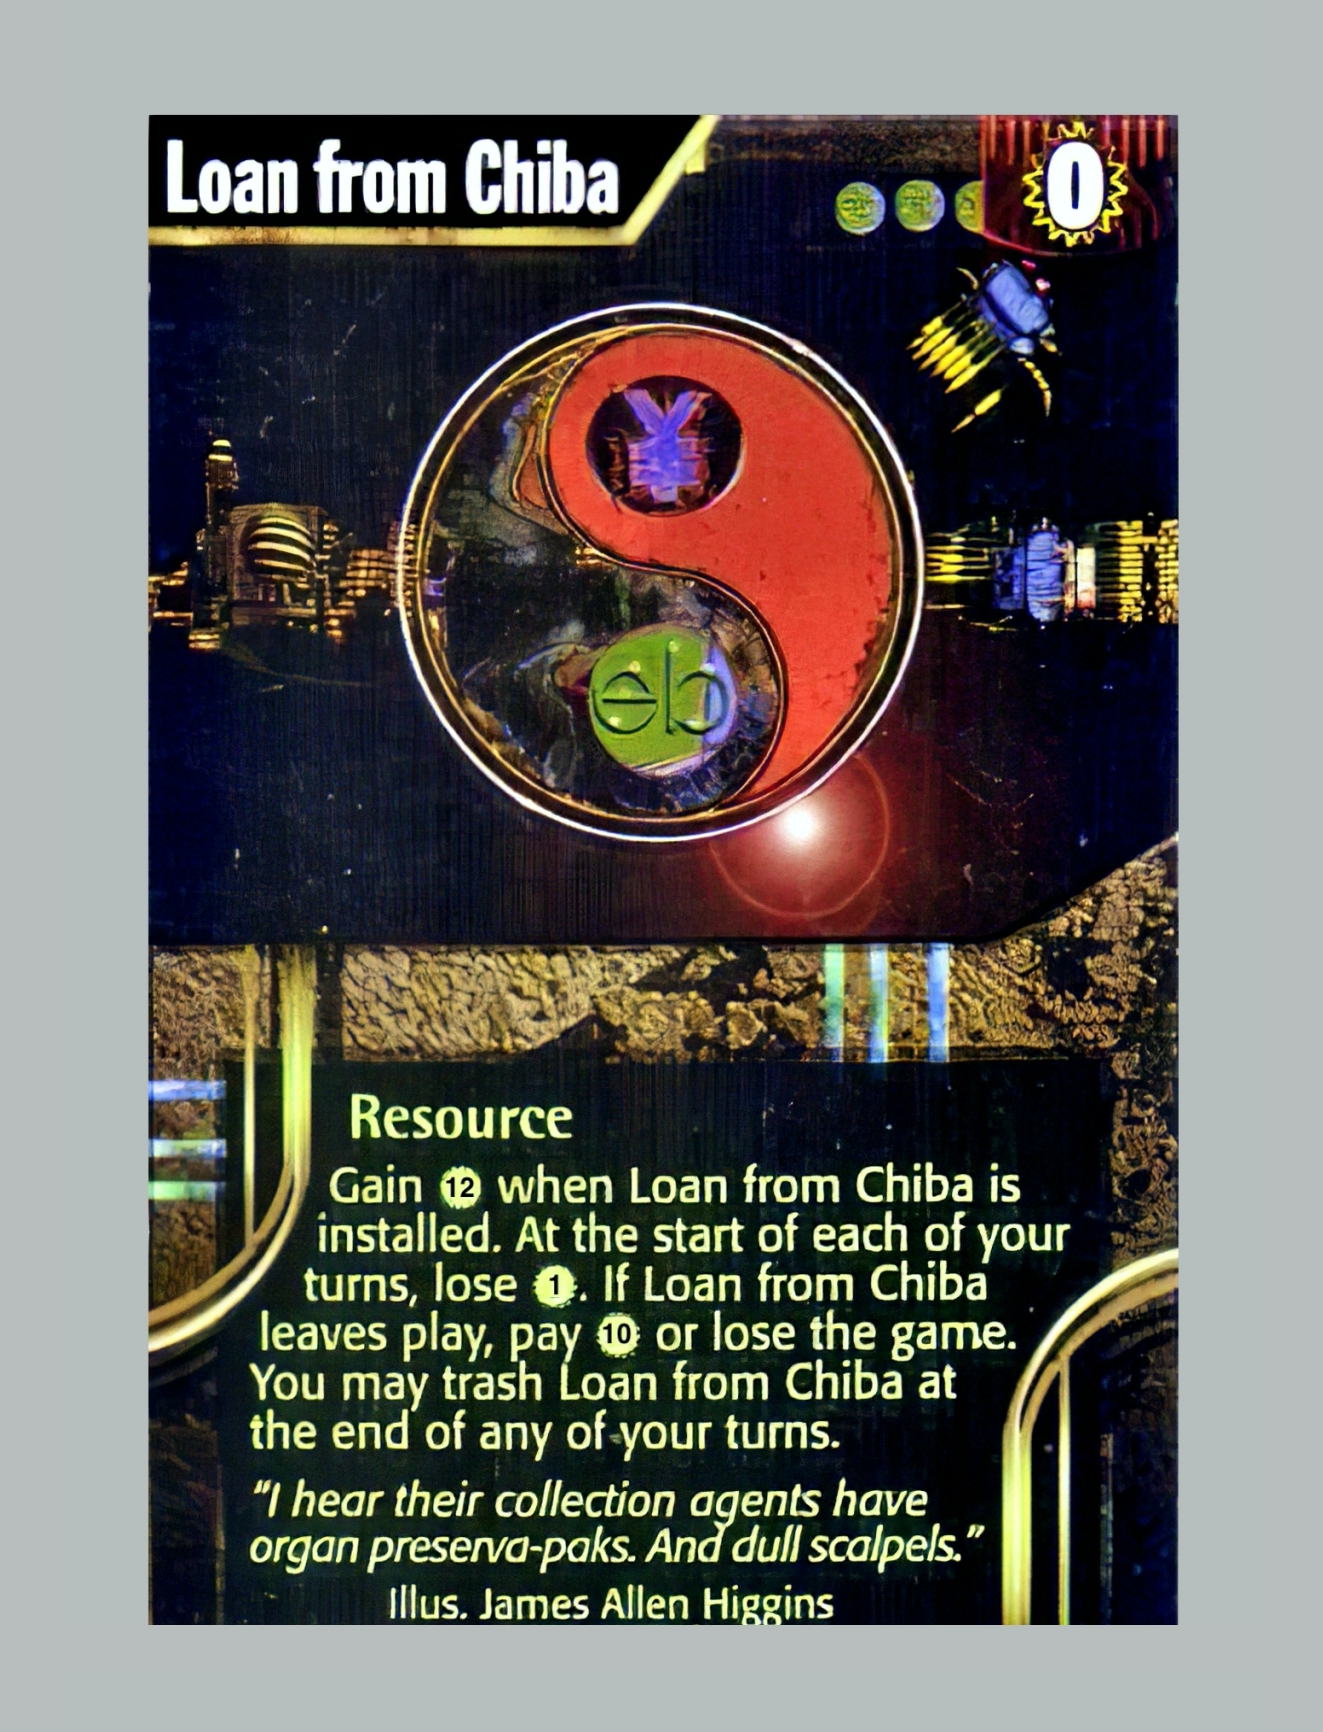 Loan from Chiba
0
¥
eb
Resource
Gain 12 when Loan from Chiba is
installed. At the start of each of your
turns, lose 1. If Loan from Chiba
leaves play, pay 10 or lose the game.
You may trash Loan from Chiba at
the end of any of your turns.
"I hear their collection agents have
organ preserva-paks. And dull scalpels."
Illus. James Allen Higgins